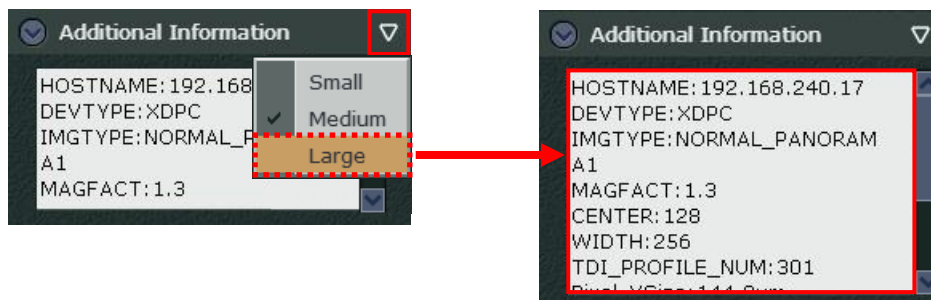 Additional Information
HOSTNAME:192.168
DEVTYPE:XDPC
IMGTYPE:NORMAL_P
A1
MAGFACT:1.3
Small
Medium
Large
Additional Information
HOSTNAME:192.168.240.17
DEVTYPE:XDPC
IMGTYPE:NORMAL_PANORAM
A1
MAGFACT:1.3
CENTER:128
WIDTH:256
TDI_PROFILE_NUM:301